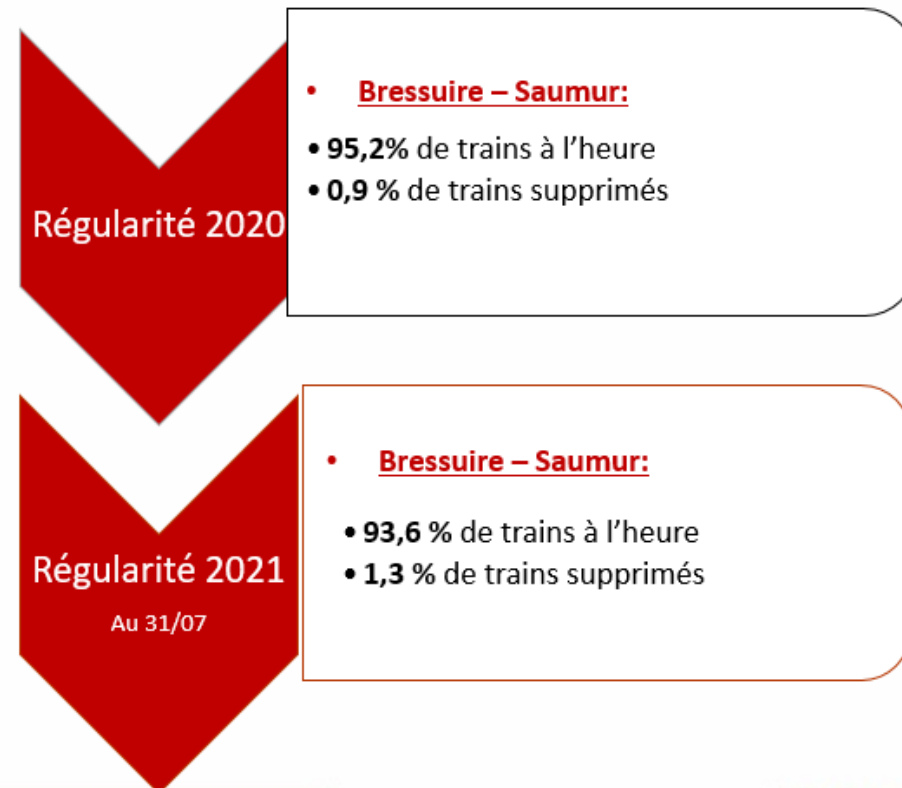 Régularité 2020
• Bressuire – Saumur:
• 95,2% de trains à l’heure
• 0,9 % de trains supprimés
Régularité 2021
Au 31/07
• Bressuire – Saumur:
• 93,6 % de trains à l’heure
• 1,3 % de trains supprimés